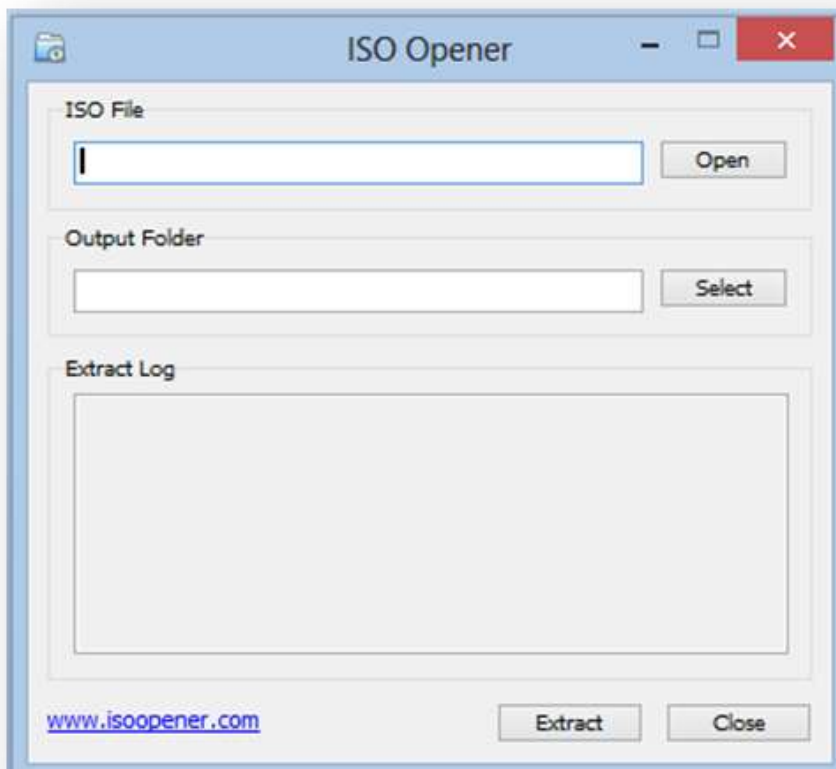 ISO Opener
ISO File
Open
Output Folder
Select
Extract Log
www.isoopener.com
Extract
Close